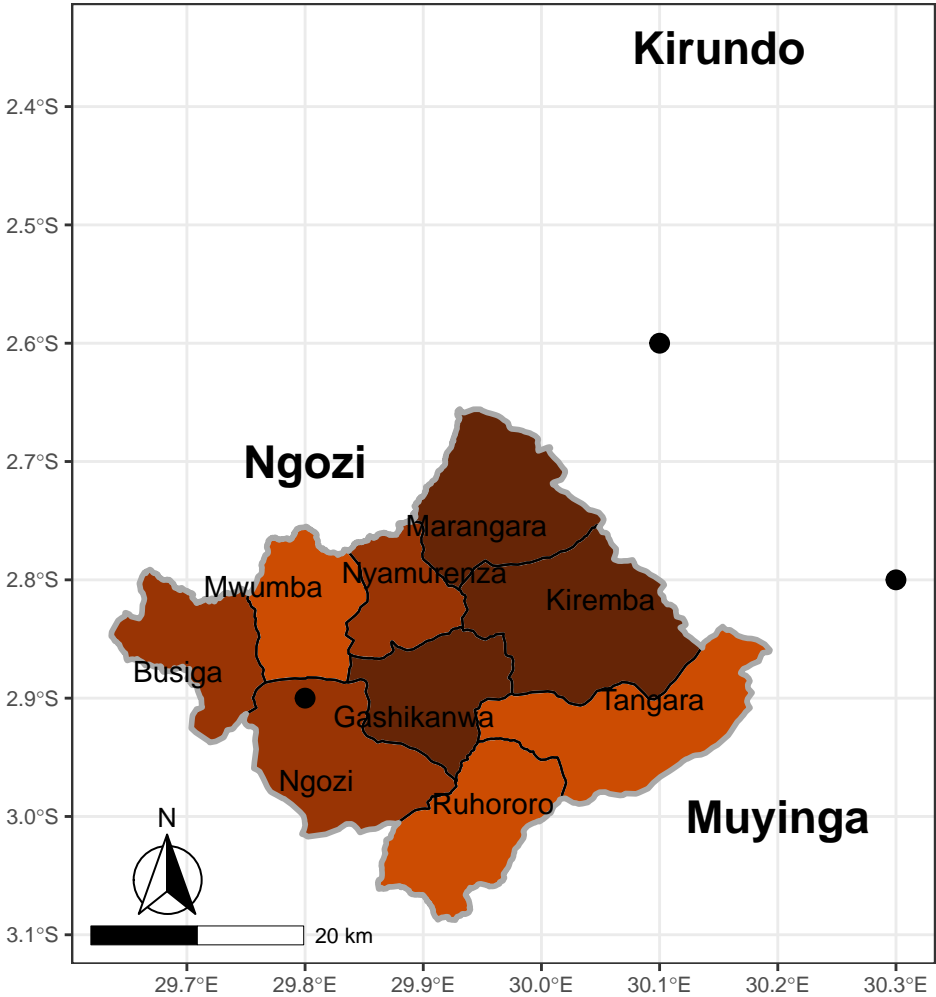 Kirundo
2.4°S
2.5°S
2.6°S
2.7°S
Ngozi
Marangara
Nyamurenza
2.8°S
Mwumba
Kiremba
Busiga
2.9°S
Tangara
Gashikanwa
Ngozi
Ruhororo
3.0°S
Muyinga
N
3.1°S
20 km
29.7°E
29.8°E
29.9°E
30.0°E
30.1°E
30.2°E
30.3°E